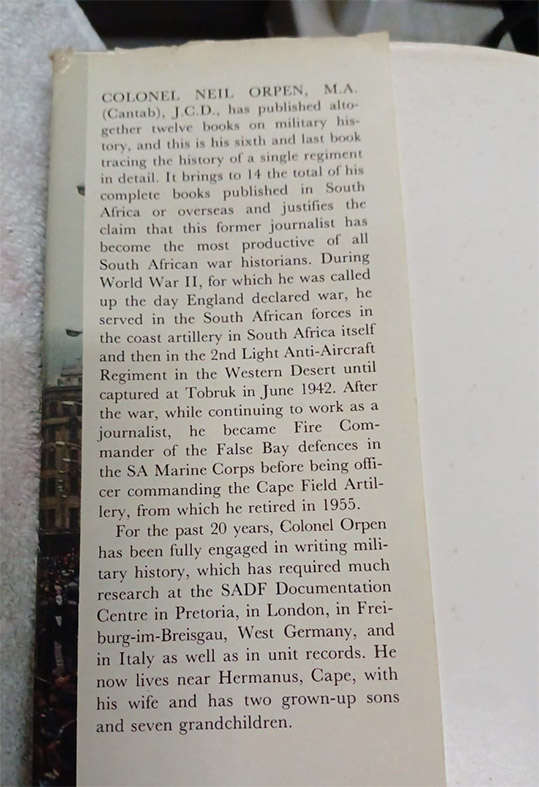 COLONEL NEIL ORPEN, M.A.
(Cantab), J.C.D., has published alto-
gether twelve books on military his-
tory, and this is his sixth and last book
tracing the history of a single regiment
in detail. It brings to 14 the total of his
complete books published in South
Africa or overseas and justifies the
claim that this former journalist has
become the most productive of all
South African war historians. During
World War II, for which he was called
up the day England declared war, he
served in the South African forces in
the coast artillery in South Africa itself
and then in the 2nd Light Anti-Aircraft
Regiment in the Western Desert until
captured at Tobruk in June 1942. After
the war, while continuing to work as a
journalist, he became Fire Com-
mander of the False Bay defences in
the SA Marine Corps before being offi-
cer commanding the Cape Field Artil-
lery, from which he retired in 1955.
For the past 20 years, Colonel Orpen
has been fully engaged in writing mili-
tary history, which has required much
research at the SADF Documentation
Centre in Pretoria, in London, in Frei-
burg-im-Breisgau, West Germany, and
in Italy as well as in unit records. He
now lives near Hermanus, Cape, with
his wife and has two grown-up sons
and seven grandchildren.